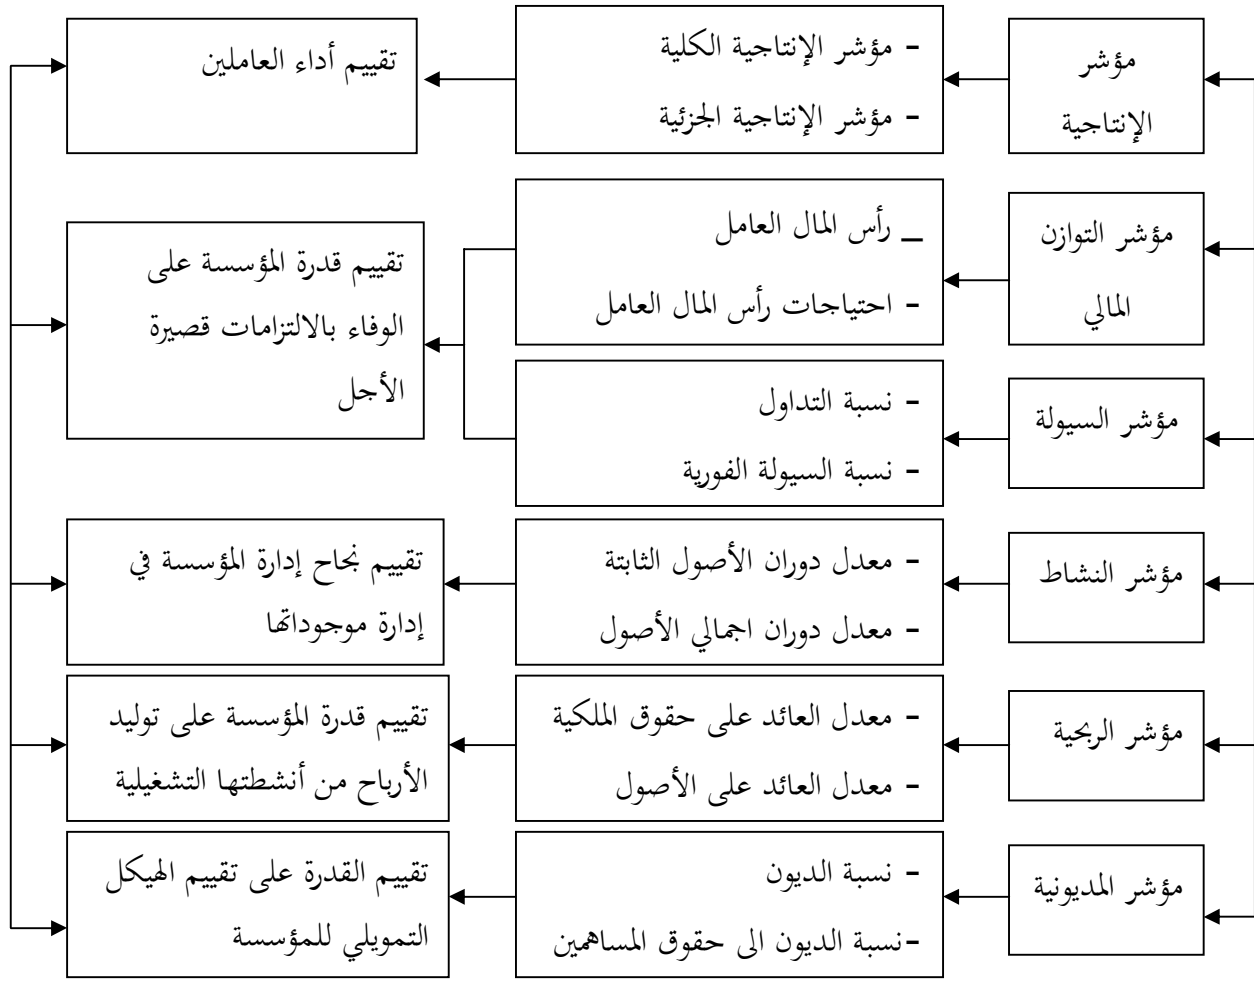 مؤشر
الإنتاجية
- مؤشر الإنتاجية الكلية
- مؤشر الإنتاجية الجزئية
تقييم أداء العاملين
مؤشر التوازن
المالي
_ رأس المال العامل
- احتياجات رأس المال العامل
مؤشر السيولة
- نسبة التداول
- نسبة السيولة الفورية
تقييم قدرة المؤسسة على
الوفاء بالالتزامات قصيرة
الأجل
مؤشر النشاط
- معدل دوران الأصول الثابتة
- معدل دوران اجمالي الأصول
تقييم نجاح إدارة المؤسسة في
إدارة موجوداتها
مؤشر الربحية
- معدل العائد على حقوق الملكية
- معدل العائد على الأصول
تقييم قدرة المؤسسة على توليد
الأرباح من أنشطتها التشغيلية
مؤشر المديونية
- نسبة الديون
-نسبة الديون الى حقوق المساهمين
تقييم القدرة على تقييم الهيكل
التمويلي للمؤسسة